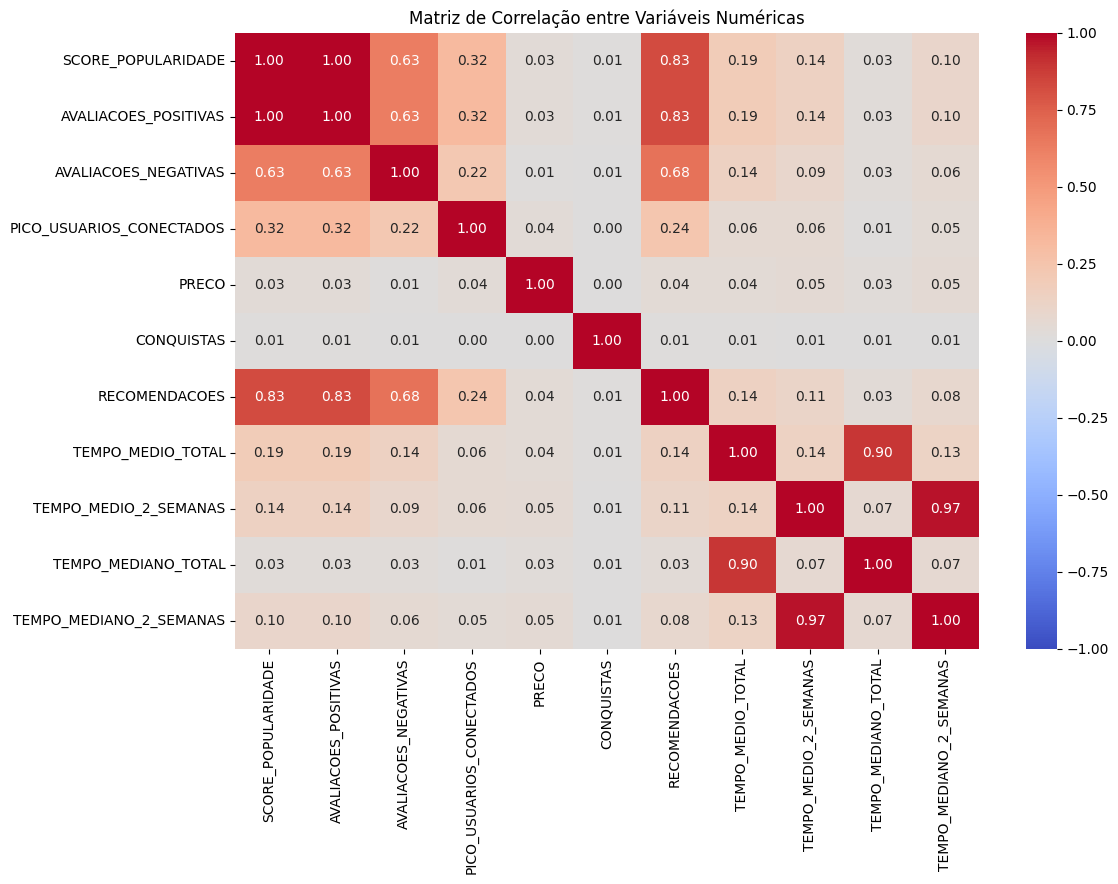 Matriz de Correlação entre Variáveis Numéricas
SCORE_POPULARIDADE 1.00 1.00 0.63 0.32 0.03 0.01 0.83 0.19 0.14 0.03 0.10
AVALIACOES_POSITIVAS 1.00 1.00 0.63 0.32 0.03 0.01 0.83 0.19 0.14 0.03 0.10
AVALIACOES_NEGATIVAS 0.63 0.63 1.00 0.22 0.01 0.01 0.68 0.14 0.09 0.03 0.06
PICO_USUARIOS_CONECTADOS 0.32 0.32 0.22 1.00 0.04 0.00 0.24 0.06 0.06 0.01 0.05
PRECO 0.03 0.03 0.01 0.04 1.00 0.00 0.04 0.04 0.05 0.03 0.05
CONQUISTAS 0.01 0.01 0.01 0.00 0.00 1.00 0.01 0.01 0.01 0.01 0.01
RECOMENDACOES 0.83 0.83 0.68 0.24 0.04 0.01 1.00 0.14 0.11 0.03 0.08
TEMPO_MEDIO_TOTAL 0.19 0.19 0.14 0.06 0.04 0.01 0.14 1.00 0.14 0.90 0.13
TEMPO_MEDIO_2_SEMANAS 0.14 0.14 0.09 0.06 0.05 0.01 0.11 0.14 1.00 0.07 0.97
TEMPO_MEDIANO_TOTAL 0.03 0.03 0.03 0.01 0.03 0.01 0.03 0.90 0.07 1.00 0.07
TEMPO_MEDIANO_2_SEMANAS 0.10 0.10 0.06 0.05 0.05 0.01 0.08 0.13 0.97 0.07 1.00
SCORE_POPULARIDADE
AVALIACOES_POSITIVAS
AVALIACOES_NEGATIVAS
PICO_USUARIOS_CONECTADOS
PRECO
CONQUISTAS
RECOMENDACOES
TEMPO_MEDIO_TOTAL
TEMPO_MEDIO_2_SEMANAS
TEMPO_MEDIANO_TOTAL
TEMPO_MEDIANO_2_SEMANAS
1.00
0.75
0.50
0.25
0.00
−0.25
−0.50
−0.75
−1.00